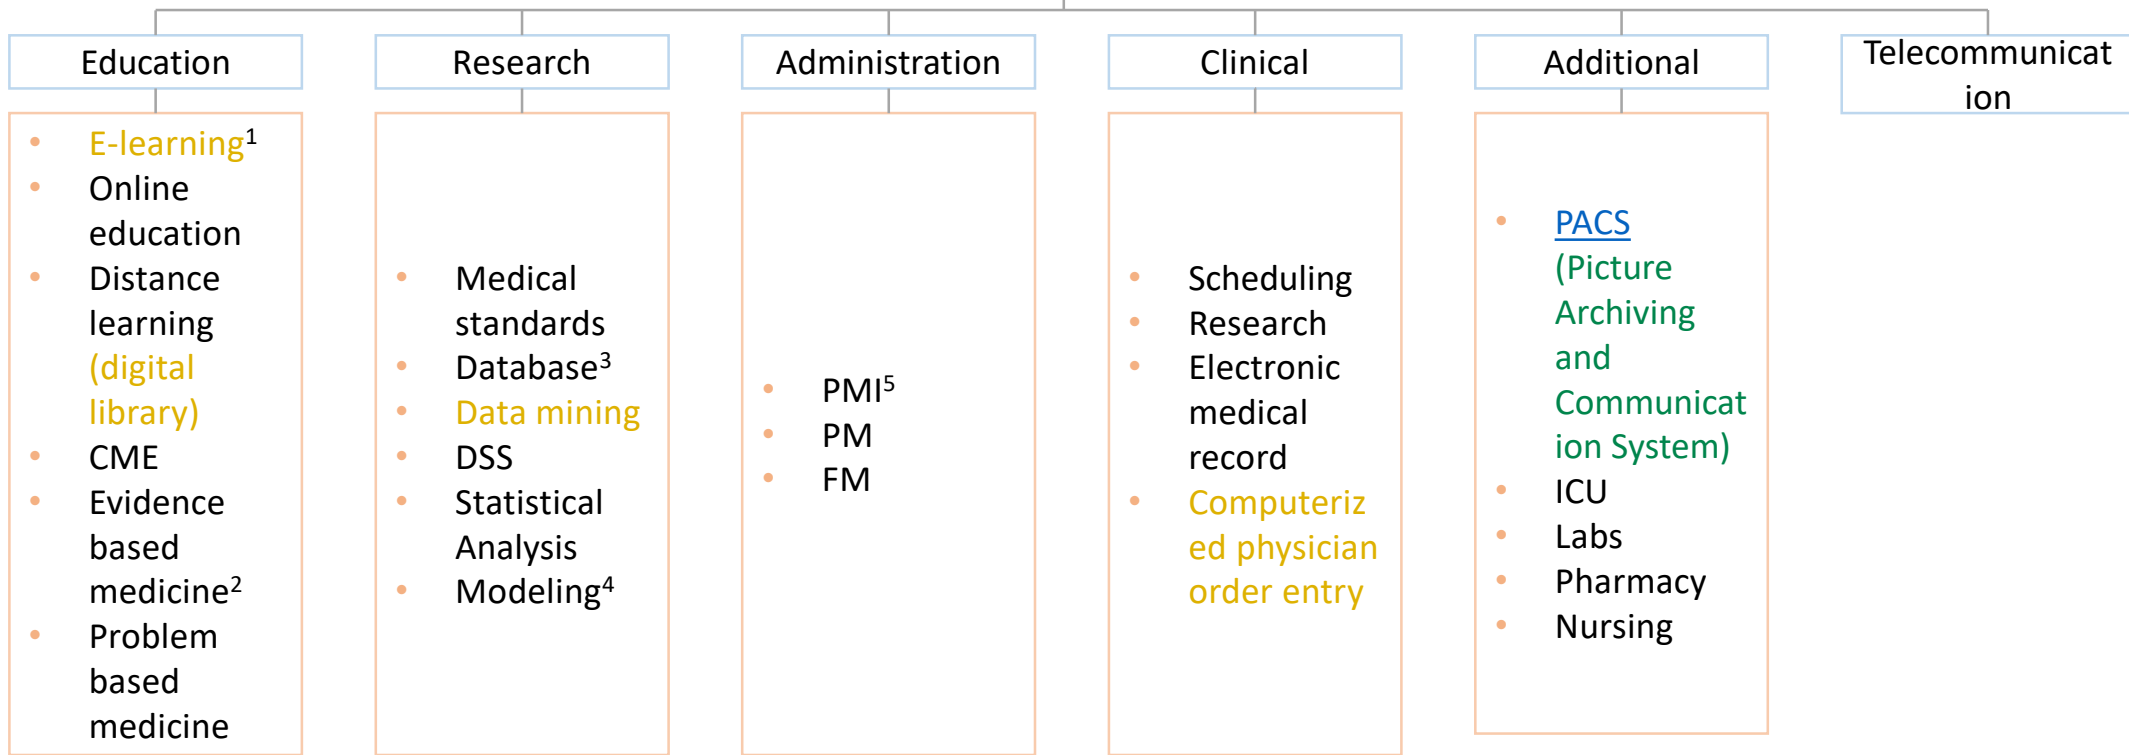 Education
E-learning¹
Online
education
Distance
learning
(digital
library)
CME
Evidence
based
medicine²
Problem
based
medicine
Research
Medical
standards
Database³
Data mining
DSS
Statistical
Analysis
Modeling⁴
Administration
PMI⁵
PM
FM
Clinical
Scheduling
Research
Electronic
medical
record
Computeriz
ed physician
order entry
Additional
PACS
(Picture
Archiving
and
Communicat
ion System)
ICU
Labs
Pharmacy
Nursing
Telecommunicat
ion